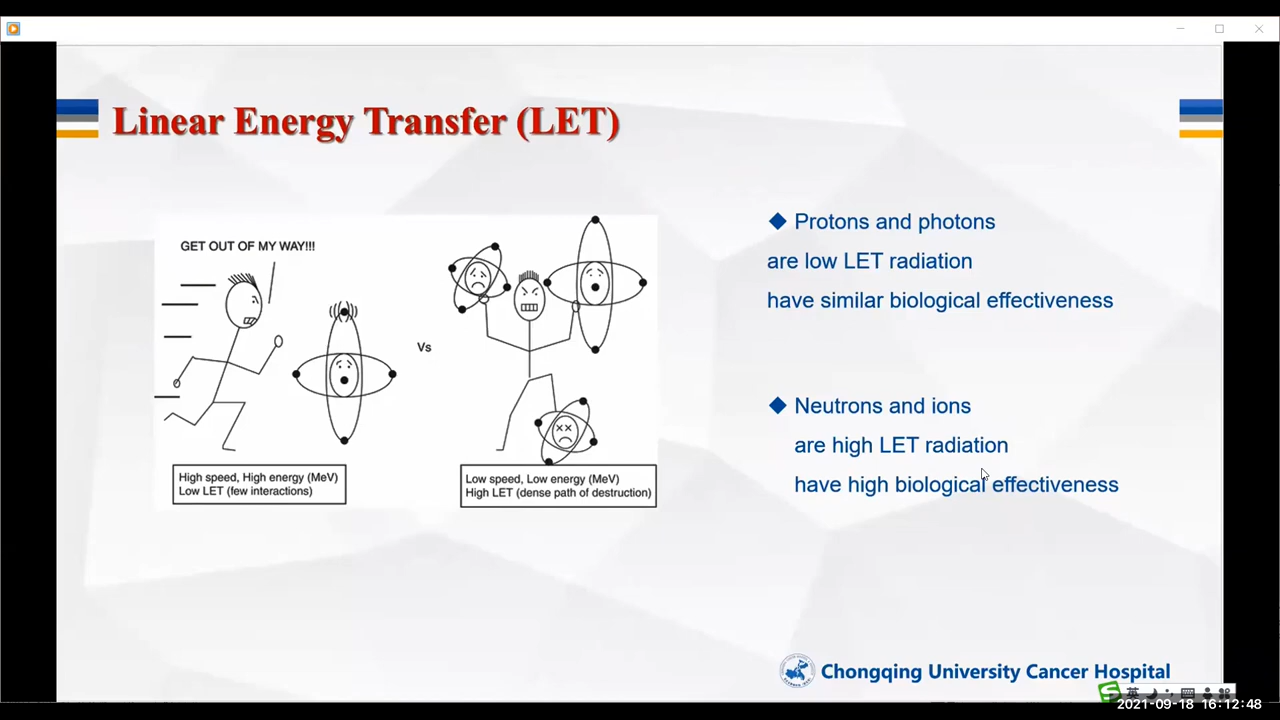 Linear Energy Transfer (LET)
GET OUT OF MY WAY!!!
Vs
High speed, High energy (MeV)
Low LET (few interactions)
Low speed, Low energy (MeV)
High LET (dense path of destruction)
Protons and photons
are low LET radiation
have similar biological effectiveness
Neutrons and ions
are high LET radiation
have high biological effectiveness
Chongqing University Cancer Hospital
英
2021-09-18 16:12:48